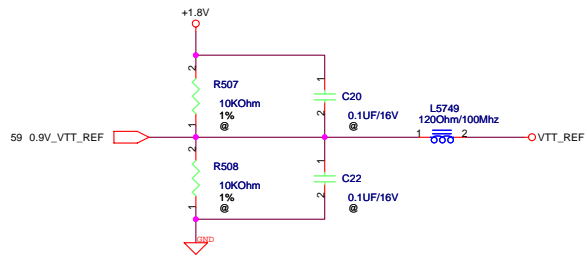 +1.8V
2
R507
10KOhm
1%
@
1
1
C20
2
0.1UF/16V
L5749
120Ohm/100Mhz
1
2
59 0.9V_VTT_REF
VTT_REF
2
R508
10KOhm
1%
@
1
1
C22
2
0.1UF/16V
@
@
GND